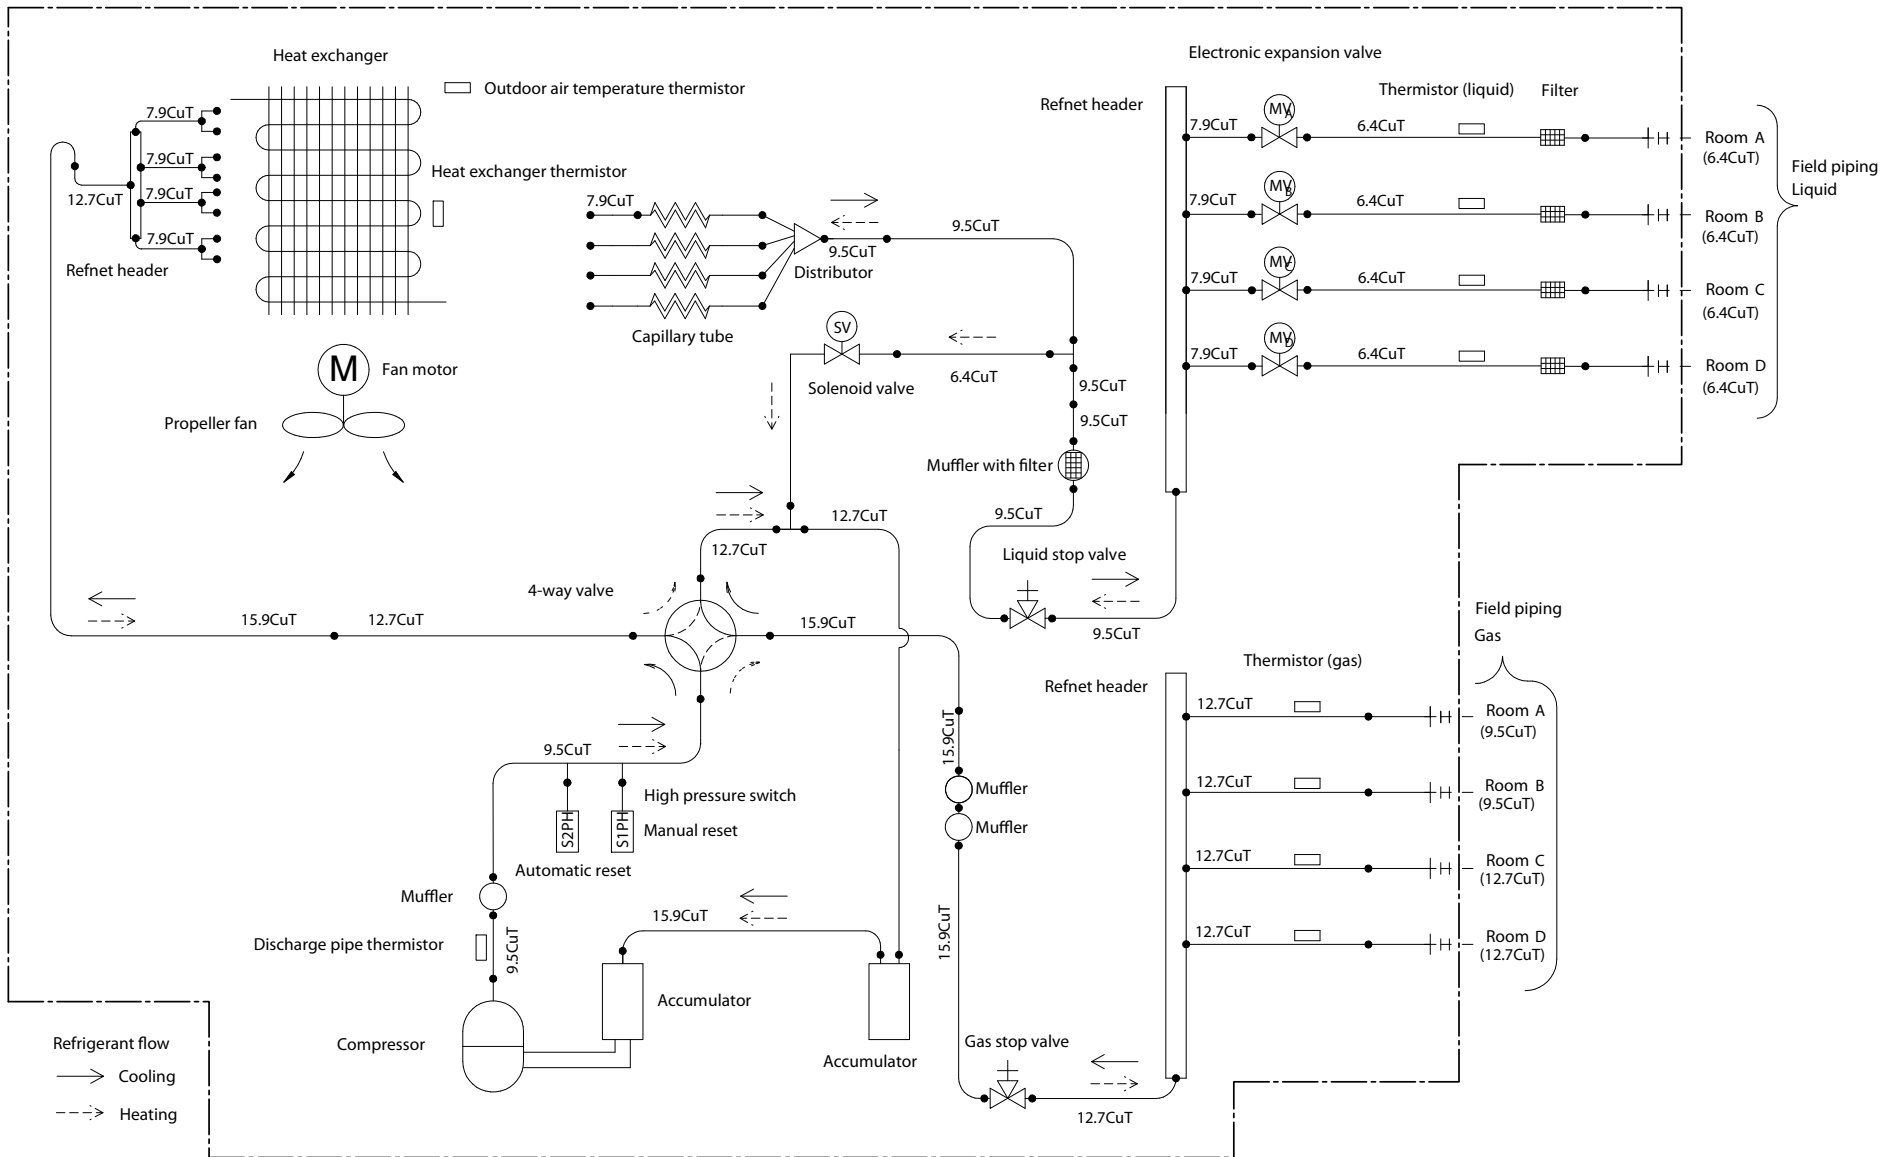 Heat exchanger
Outdoor air temperature thermistor
7.9CuT
7.9CuT
7.9CuT
7.9CuT
12.7CuT
Refnet header
Heat exchanger thermistor
7.9CuT
9.5CuT
Distributor
Capillary tube
9.5CuT
M
Fan motor
Propeller fan
SV
Solenoid valve
6.4CuT
9.5CuT
9.5CuT
Muffler with filter
9.5CuT
Liquid stop valve
9.5CuT
Electronic expansion valve
Refnet header
Thermistor (liquid)
Filter
7.9CuT
MVA
6.4CuT
Room A
(6.4CuT)
7.9CuT
MVB
6.4CuT
Room B
(6.4CuT)
7.9CuT
MVC
6.4CuT
Room C
(6.4CuT)
7.9CuT
MVD
6.4CuT
Room D
(6.4CuT)
Field piping
Liquid
12.7CuT
12.7CuT
4-way valve
15.9CuT
12.7CuT
15.9CuT
9.5CuT
High pressure switch
S2PH
S1PH
Manual reset
Automatic reset
Muffler
Discharge pipe thermistor
9.5CuT
Compressor
15.9CuT
Accumulator
Accumulator
15.9CuT
Muffler
Muffler
15.9CuT
Gas stop valve
12.7CuT
Refnet header
Thermistor (gas)
Field piping
Gas
12.7CuT
Room A
(9.5CuT)
12.7CuT
Room B
(9.5CuT)
12.7CuT
Room C
(12.7CuT)
12.7CuT
Room D
(12.7CuT)
Refrigerant flow
Cooling
Heating